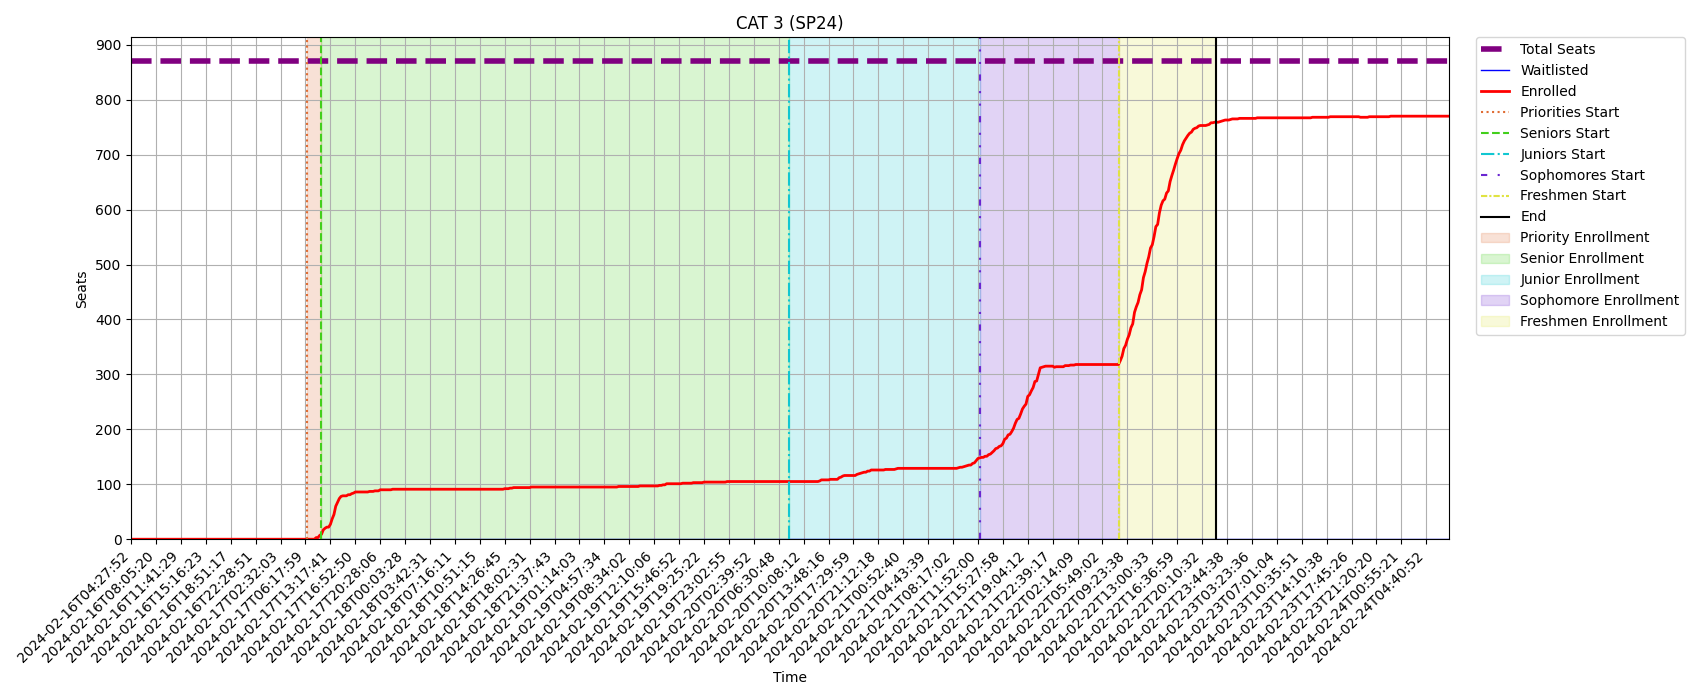 CAT 3 (SP24)
900
800
700
600
500
400
300
200
100
0
Seats
2024-02-16T04:27:52
2024-02-16T08:05:20
2024-02-16T11:41:29
2024-02-16T15:16:23
2024-02-16T18:51:17
2024-02-16T22:28:51
2024-02-17T02:32:03
2024-02-17T06:17:59
2024-02-17T13:17:41
2024-02-17T16:52:50
2024-02-17T20:28:06
2024-02-18T00:03:28
2024-02-18T03:42:31
2024-02-18T07:16:11
2024-02-18T10:51:15
2024-02-18T14:26:45
2024-02-18T18:02:31
2024-02-18T21:37:43
2024-02-19T01:14:03
2024-02-19T04:57:34
2024-02-19T08:34:02
2024-02-19T12:10:06
2024-02-19T15:46:52
2024-02-19T19:25:22
2024-02-19T23:02:55
2024-02-20T02:39:52
2024-02-20T06:30:48
2024-02-20T10:08:12
2024-02-20T13:48:16
2024-02-20T17:29:59
2024-02-20T21:12:18
2024-02-21T00:52:40
2024-02-21T04:43:39
2024-02-21T08:17:02
2024-02-21T11:52:00
2024-02-21T15:27:58
2024-02-21T19:04:12
2024-02-21T22:39:17
2024-02-22T02:14:09
2024-02-22T05:49:02
2024-02-22T09:23:38
2024-02-22T13:00:33
2024-02-22T16:36:59
2024-02-22T20:10:32
2024-02-22T23:44:38
2024-02-23T03:23:36
2024-02-23T07:01:04
2024-02-23T10:35:51
2024-02-23T14:10:38
2024-02-23T17:45:26
2024-02-23T21:20:20
2024-02-24T00:55:21
2024-02-24T04:40:52
Time
Total Seats
Waitlisted
Enrolled
Priorities Start
Seniors Start
Juniors Start
Sophomores Start
Freshmen Start
End
Priority Enrollment
Senior Enrollment
Junior Enrollment
Sophomore Enrollment
Freshmen Enrollment